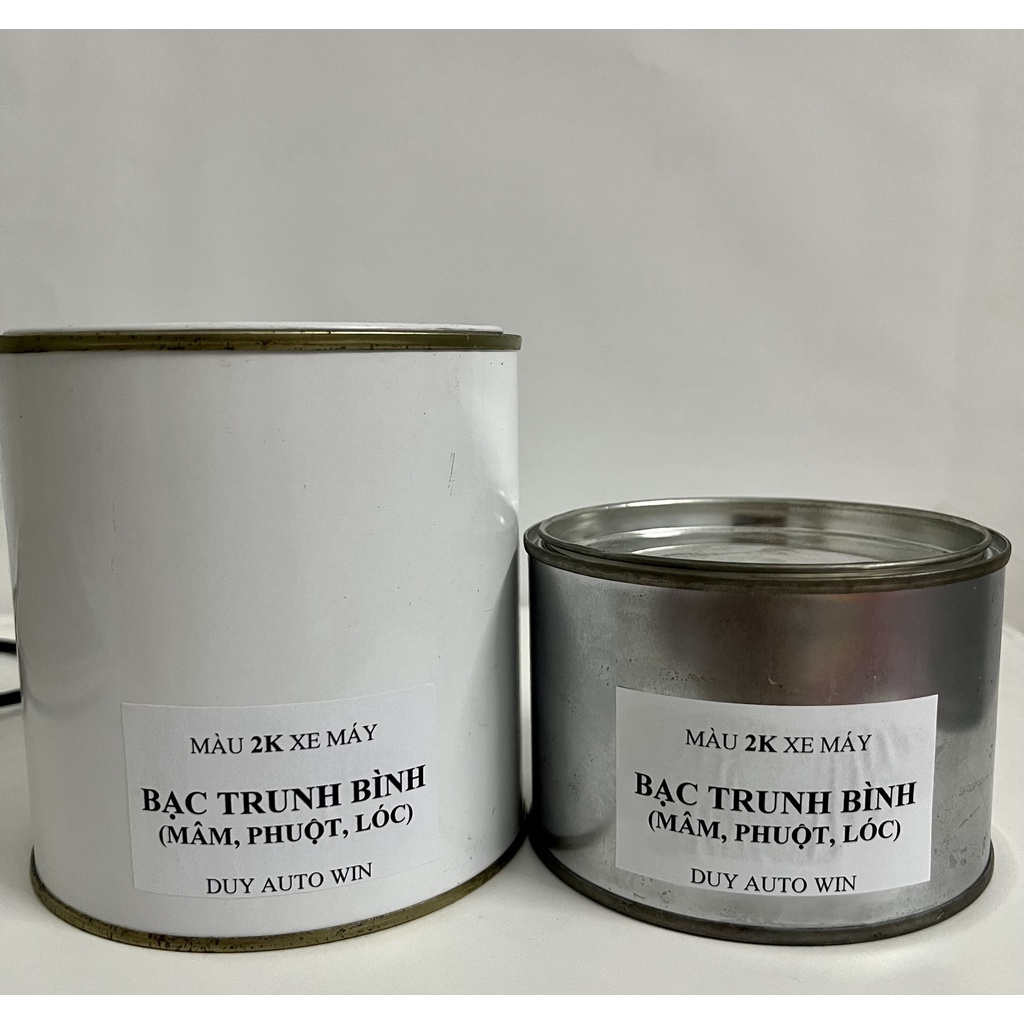 MÀU 2K XE MÁY
BẠC TRUNH BÌNH
(MÂM, PHUỘT, LÓC)
DUY AUTO WIN
MÀU 2K XE MÁY
BẠC TRUNH BÌNH
(MÂM, PHUỘT, LÓC)
DUY AUTO WIN